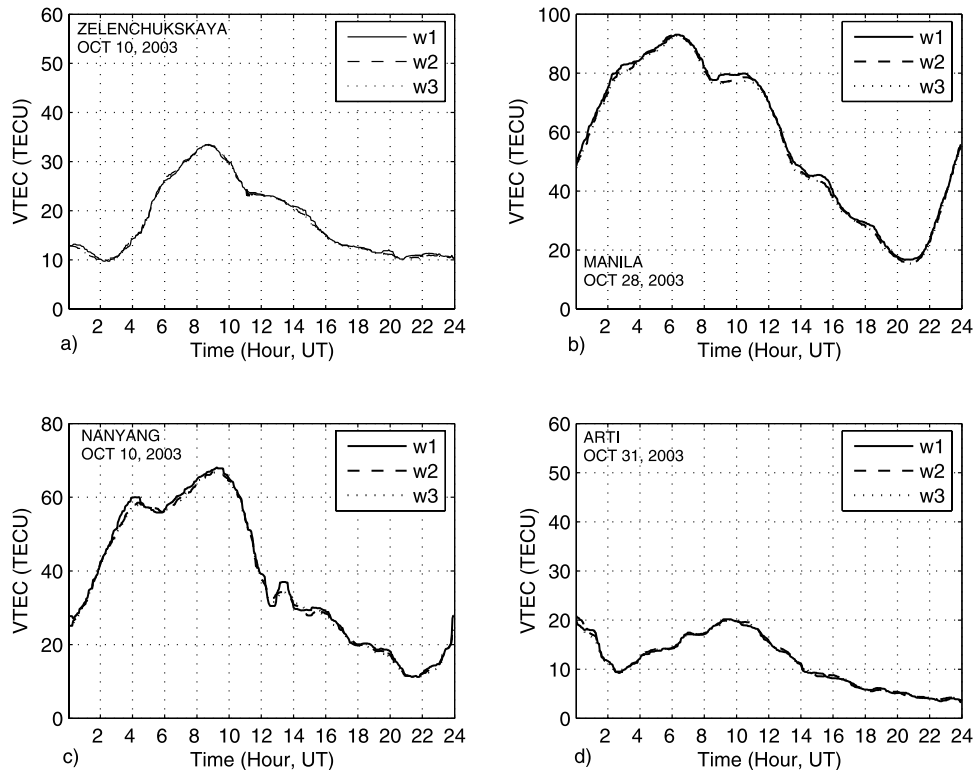 60
50
40
30
20
10
0
VTEC (TECU)
ZELENCHUKSKAYA
OCT 10, 2003
w1
w2
w3
2 4 6 8 10 12 14 16 18 20 22 24
a) Time (Hour, UT)
100
80
60
40
20
0
VTEC (TECU)
w1
w2
w3
MANILA
OCT 28, 2003
2 4 6 8 10 12 14 16 18 20 22 24
b) Time (Hour, UT)
80
60
40
20
0
VTEC (TECU)
NANYANG
OCT 10, 2003
w1
w2
w3
2 4 6 8 10 12 14 16 18 20 22 24
c) Time (Hour, UT)
60
50
40
30
20
10
0
VTEC (TECU)
ARTI
OCT 31, 2003
w1
w2
w3
2 4 6 8 10 12 14 16 18 20 22 24
d) Time (Hour, UT)